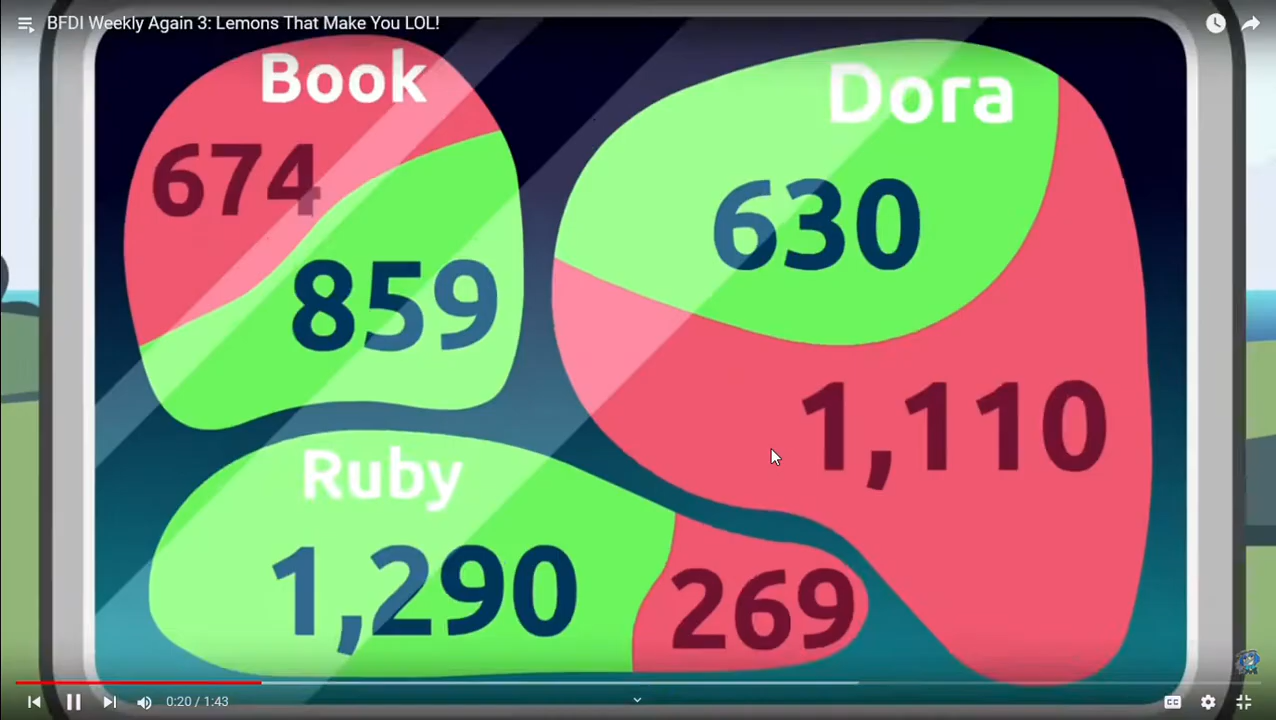 BFDI Weekly Again 3: Lemons That Make You LOL!
Book
674
859
Dora
630
1,110
Ruby
1,290
269
0:20 / 1:43
CC